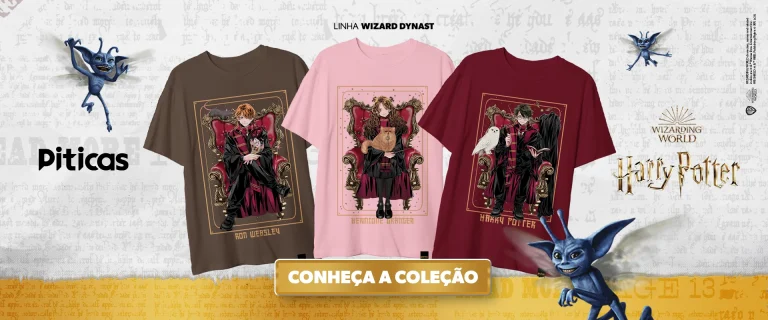 LINHA WIZARD DYNAST
Piticas
RON WEASLEY
HERMIONE GRANGER
HARRY POTTER
WIZARDING
WORLD
Harry Potter
CONHEÇA A COLEÇÃO